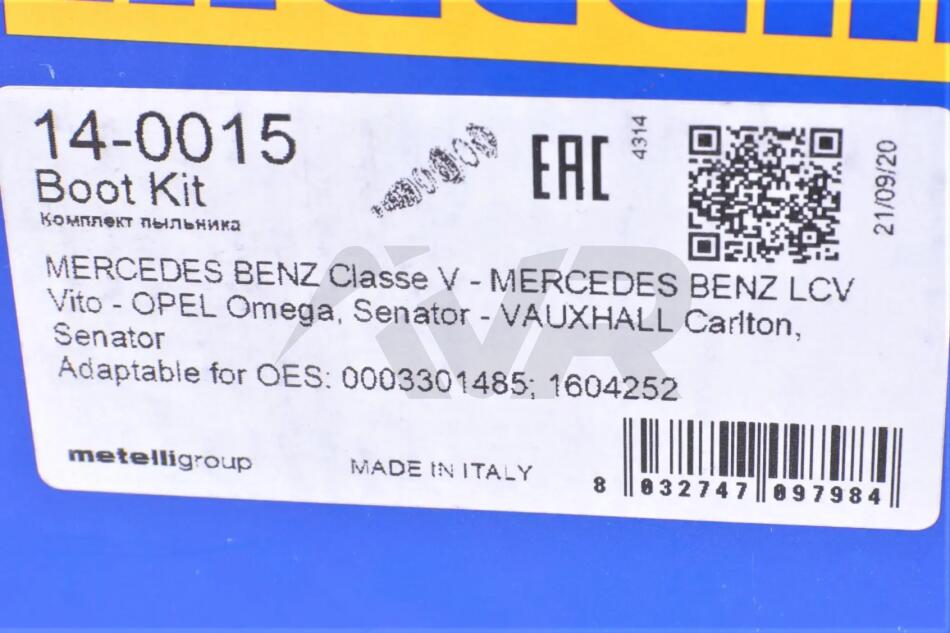 14-0015
Boot Kit
Комплект пыльника
EAC
4314
21/09/20
MERCEDES BENZ Classe V - MERCEDES BENZ LCV
Vito - OPEL Omega, Senator - VAUXHALL Carlton,
Senator
Adaptable for OES: 0003301485; 1604252
metelligroup
MADE IN ITALY
8 032747 097984
IVR